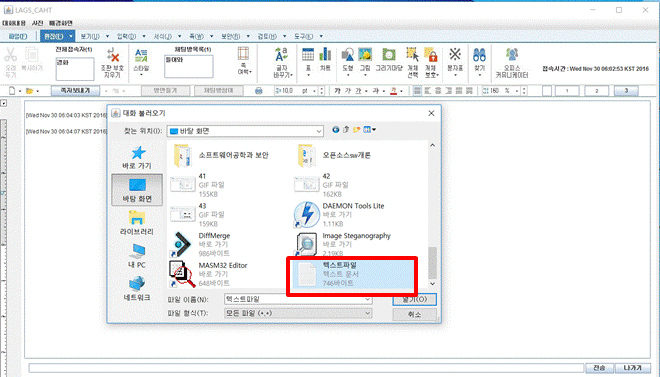 LAGS_CAHT
대화내용 사진 배경화면
파일(F) 편집(E) 보기(U) 입력(D) 서식(J) 쪽(W) 보안(R) 검토(H) 도구(K)
전체접속자(1) 채팅방목록(1)
오려 두기 복사하기 경화 조판 부호 지우기 스타일 들어와 쪽 여백 글자 바꾸기 표 차트 도형 그림 그리기마당 개체 선택 개체 보호 문자표 찾기 오피스 커뮤니케이터
접속시간 : Wed Nov 30 06:02:53 KST 2016
쪽지보내기 방만들기 채팅방참여 10,0 pt 가 가 가 가 가 가 160 % 1 2 3
[Wed Nov 30 06:04:03 KST 2016]
[Wed Nov 30 06:04:07 KST 2016]
대화 불러오기
찾는 위치(I): 바탕 화면
바로 가기
바탕 화면
라이브러리
내 PC
네트워크
소프트웨어공학과 보안
오픈소스sw개론
41
GIF 파일
155KB
42
GIF 파일
162KB
43
GIF 파일
159KB
DAEMON Tools Lite
바로 가기
1.11KB
DiffMerge
바로 가기
986바이트
Image Steganography
바로 가기
2.19KB
MASM32 Editor
바로 가기
648바이트
텍스트파일
텍스트 문서
746바이트
파일 이름(N): 텍스트파일 열기(O)
파일 형식(T): 모든 파일 (*.*) 취소
전송 나가기